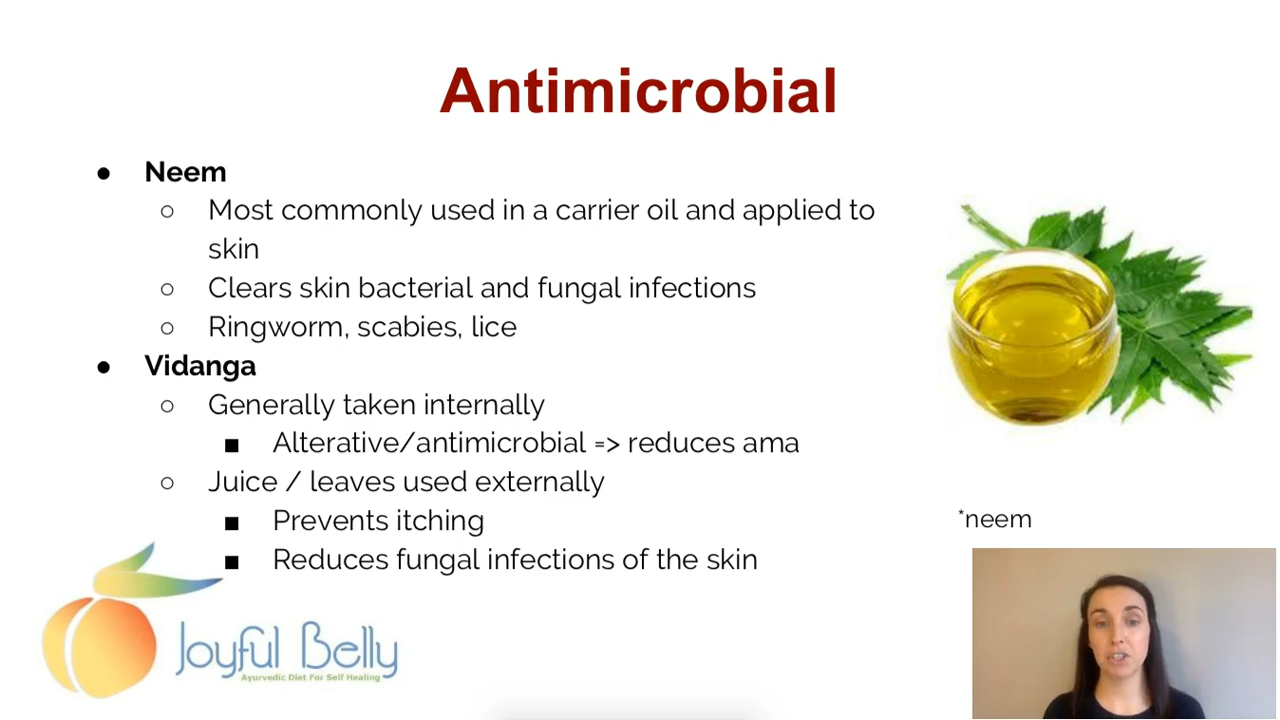 Antimicrobial
● Neem
○ Most commonly used in a carrier oil and applied to
skin
○ Clears skin bacterial and fungal infections
○ Ringworm, scabies, lice
● Vidanga
○ Generally taken internally
■ Alterative/antimicrobial => reduces ama
○ Juice / leaves used externally
■ Prevents itching
■ Reduces fungal infections of the skin
*neem
Joyful Belly
Ayurvedic Diet For Self Healing